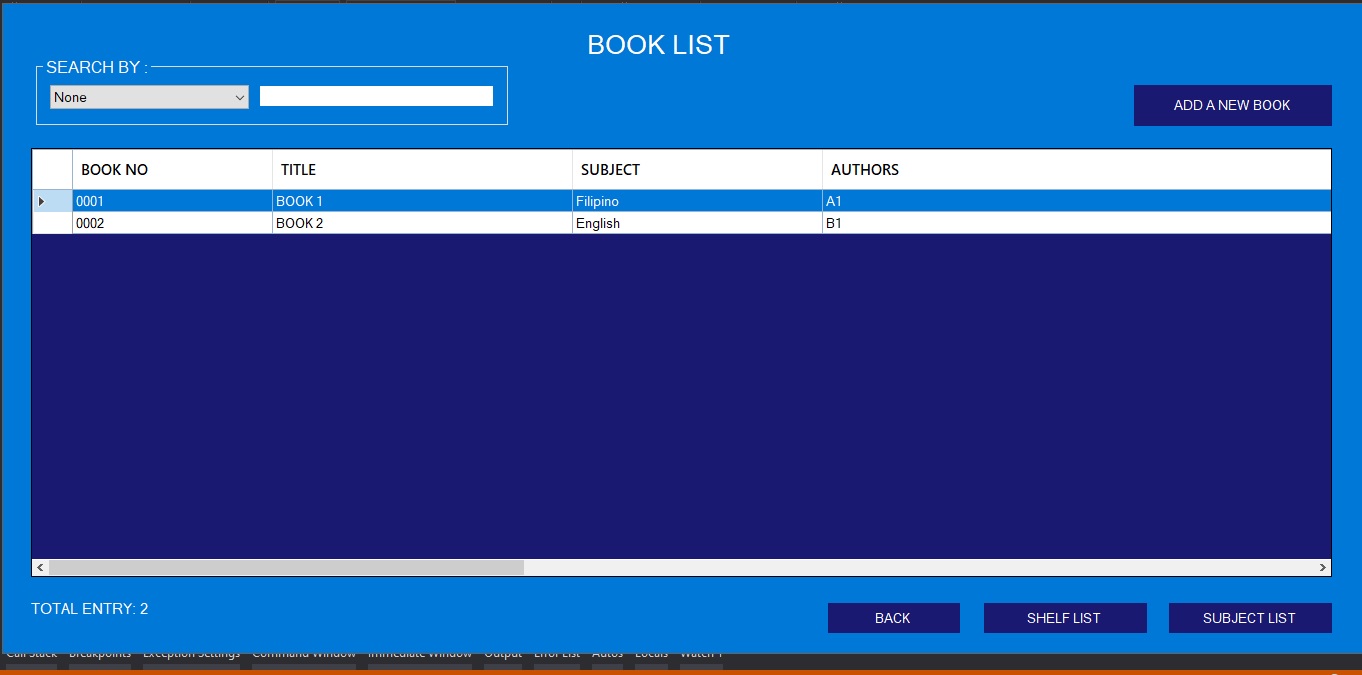 BOOK LIST
SEARCH BY :
None
ADD A NEW BOOK
BOOK NO TITLE SUBJECT AUTHORS
0001 BOOK 1 Filipino A1
0002 BOOK 2 English B1
TOTAL ENTRY: 2
BACK SHELF LIST SUBJECT LIST
Call Stack Breakpoints Exception Settings Command Window Immediate Window Output Error List Autos Locals Watch 1